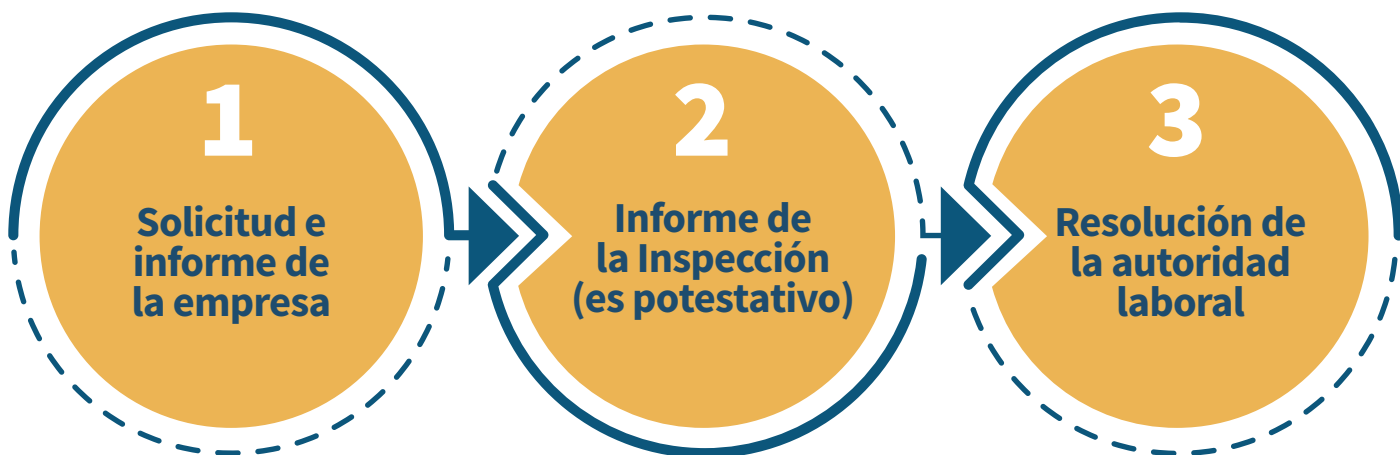 1
Solicitud e
informe de
la empresa
2
Informe de
la Inspección
(es potestativo)
3
Resolución de
la autoridad
laboral